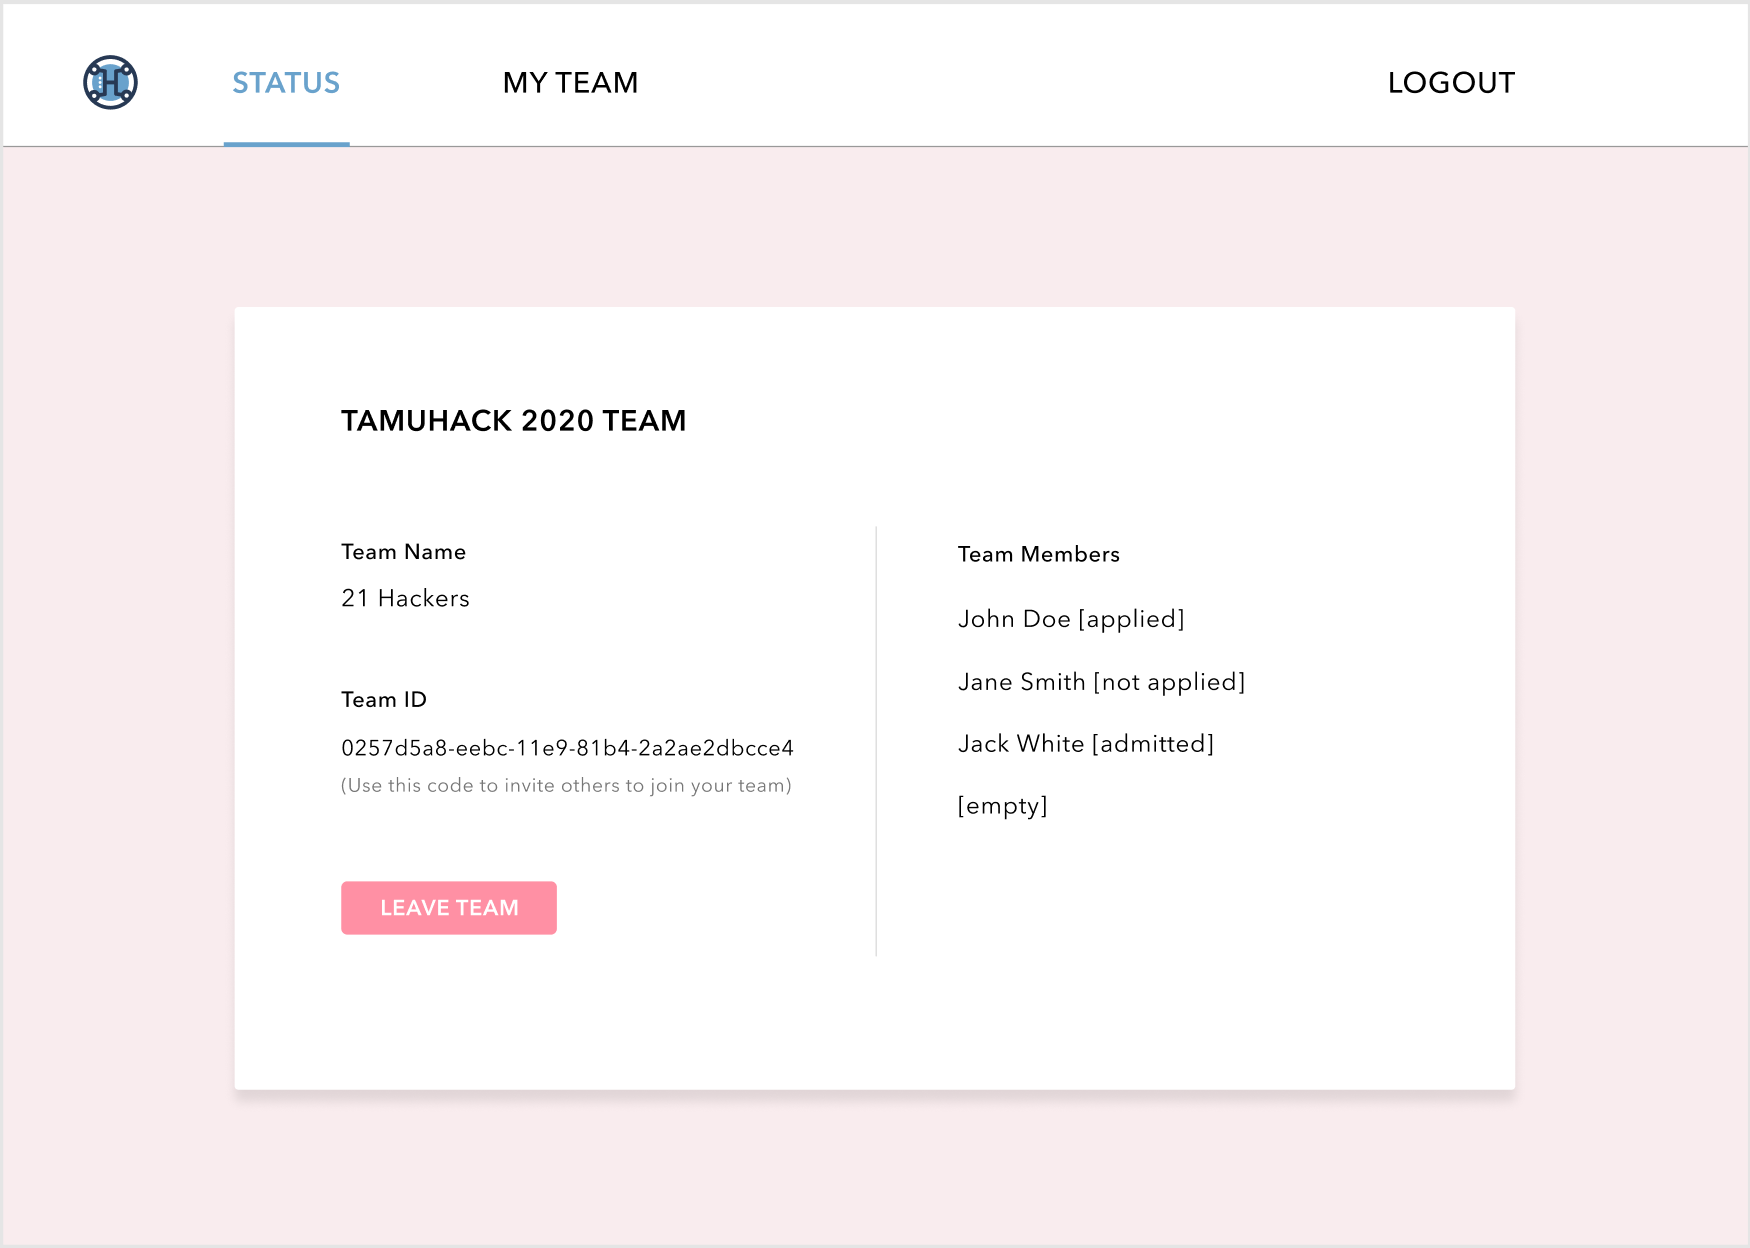 H
STATUS
MY TEAM
LOGOUT
TAMUHACK 2020 TEAM
Team Name
21 Hackers
Team ID
0257d5a8-eebc-11e9-81b4-2a2ae2dbcce4
(Use this code to invite others to join your team)
LEAVE TEAM
Team Members
John Doe [applied]
Jane Smith [not applied]
Jack White [admitted]
[empty]